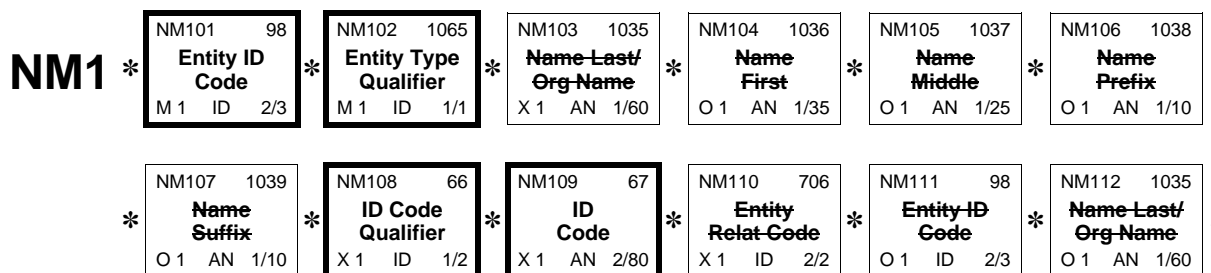 NM1 * NM101 98 * NM102 1065 * NM103 1035 * NM104 1036 * NM105 1037 * NM106 1038
Entity ID Entity Type Name Last/ Name Name Name
Code Qualifier Org Name First Middle Prefix
M 1 ID 2/3 M 1 ID 1/1 X 1 AN 1/60 O 1 AN 1/35 O 1 AN 1/25 O 1 AN 1/10
* NM107 1039 * NM108 66 * NM109 67 * NM110 706 * NM111 98 * NM112 1035
Name ID Code ID Entity Entity ID Name Last/
Suffix Qualifier Code Relat Code Code Org Name
O 1 AN 1/10 X 1 ID 1/2 X 1 AN 2/80 X 1 ID 2/2 O 1 ID 2/3 O 1 AN 1/60